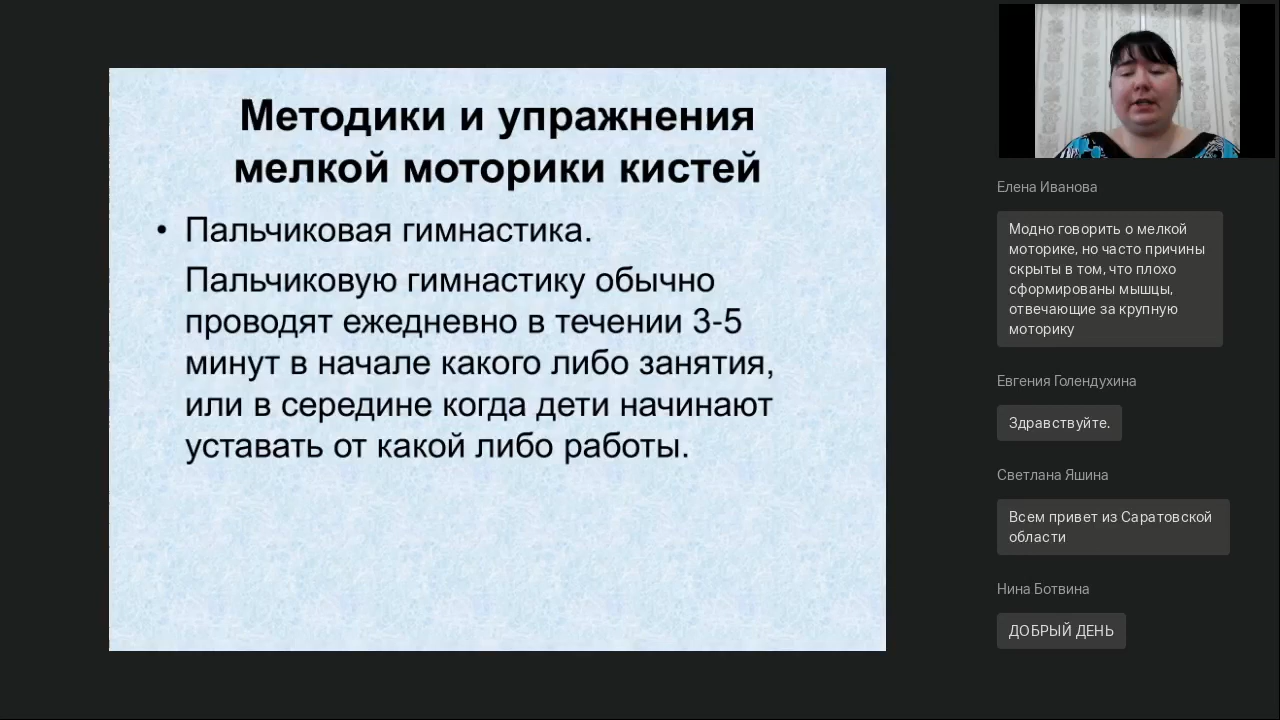 Методики и упражнения
мелкой моторики кистей
• Пальчиковая гимнастика.
Пальчиковую гимнастику обычно
проводят ежедневно в течении 3-5
минут в начале какого либо занятия,
или в середине когда дети начинают
уставать от какой либо работы.
Елена Иванова
Модно говорить о мелкой
моторике, но часто причины
скрыты в том, что плохо
сформированы мышцы,
отвечающие за крупную
моторику
Евгения Голендухина
Здравствуйте.
Светлана Яшина
Всем привет из Саратовской
области
Нина Ботвина
ДОБРЫЙ ДЕНЬ